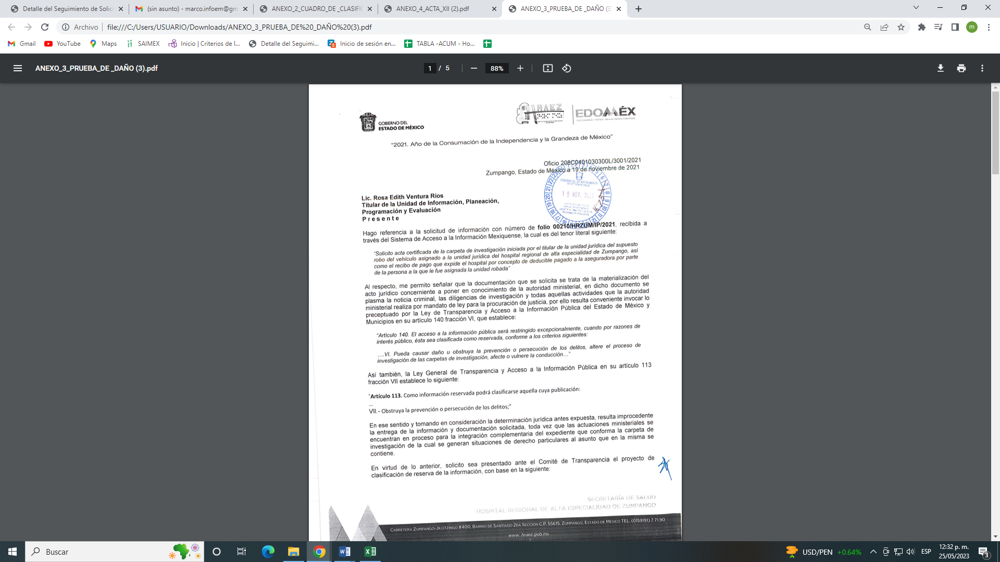 Detalle del Seguimiento de Solici
(sin asunto) - marco.infoem@gm
ANEXO_2_CUADRO_DE _CLASIFIC
ANEXO_4_ACTA_XII (2).pdf
ANEXO_3_PRUEBA_DE _DAÑO (3
Archivo
file:///C:/Users/USUARIO/Downloads/ANEXO_3_PRUEBA_DE%20_DAÑO%20(3).pdf
m
Gmail
YouTube
Maps
SAIMEX
Inicio | Criterios de I...
Detalle del Seguimi...
Inicio de sesión en...
TABLA -ACUM - Ho...
ANEXO_3_PRUEBA_DE _DAÑO (3).pdf
1 / 5
88%
GOBIERNO DEL
ESTADO DE MÉXICO
HRAEZ
EDOMÉX
DECISIONES FIRMES, RESULTADOS FUERTES.
“2021. Año de la Consumación de la Independencia y la Grandeza de México”
Oficio 208C0401030300L/3001/2021
Zumpango, Estado de México a 19 de noviembre de 2021
19 NOV. 2021
Lic. Rosa Edith Ventura Ríos
Titular de la Unidad de Información, Planeación,
Programación y Evaluación
P r e s e n t e
Hago referencia a la solicitud de información con número de folio 00210/HRZUM/IP/2021, recibida a
través del Sistema de Acceso a la Información Mexiquense, la cual es del tenor literal siguiente:
“Solicito acta certificada de la carpeta de investigación iniciada por el titular de la unidad jurídica del supuesto
robo del vehículo asignado a la unidad jurídica del hospital regional de alta especialidad de Zumpango, así
como el recibo de pago que expide el hospital por concepto de deducible pagado a la aseguradora por parte
de la persona a la que le fue asignada la unidad robada”
Al respecto, me permito señalar que la documentación que se solicita se trata de la materialización del
acto jurídico concerniente a poner en conocimiento de la autoridad ministerial, en dicho documento se
plasma la noticia criminal, las diligencias de investigación y todas aquellas actividades que la autoridad
ministerial realiza por mandato de ley para la procuración de justicia, por ello resulta conveniente invocar lo
preceptuado por la Ley de Transparencia y Acceso a la Información Pública del Estado de México y
Municipios en su artículo 140 fracción VI, que establece:
“Artículo 140. El acceso a la información pública será restringido excepcionalmente, cuando por razones de
interés público, ésta sea clasificada como reservada, conforme a los criterios siguientes:
....VI. Pueda causar daño u obstruya la prevención o persecución de los delitos, altere el proceso de
investigación de las carpetas de investigación, afecte o vulnere la conducción…”
Así también, la Ley General de Transparencia y Acceso a la Información Pública en su artículo 113
fracción VII establece lo siguiente:
“Artículo 113. Como información reservada podrá clasificarse aquella cuya publicación:
...
VII.- Obstruya la prevención o persecución de los delitos;”
En ese sentido y tomando en consideración la determinación jurídica antes expuesta, resulta improcedente
la entrega de la información y documentación solicitada, toda vez que las actuaciones ministeriales se
encuentran en proceso para la integración complementaria del expediente que conforma la carpeta de
investigación de la cual se generan situaciones de derecho particulares al asunto que en la misma se
contiene.
En virtud de lo anterior, solicito sea presentado ante el Comité de Transparencia el proyecto de
clasificación de reserva de la información, con base en la siguiente:
SECRETARÍA DE SALUD
HOSPITAL REGIONAL DE ALTA ESPECIALIDAD DE ZUMPANGO
CARRETERA ZUMPANGO-JILOTZINGO #400, BARRIO DE SANTIAGO 2DA SECCIÓN C.P. 55615, ZUMPANGO, ESTADO DE MÉXICO TEL. (0159191) 7 71 90
www. hraez.gob.mx
Buscar
USD/PEN +0.64%
ESP
12:32 p. m.
25/05/2023
3